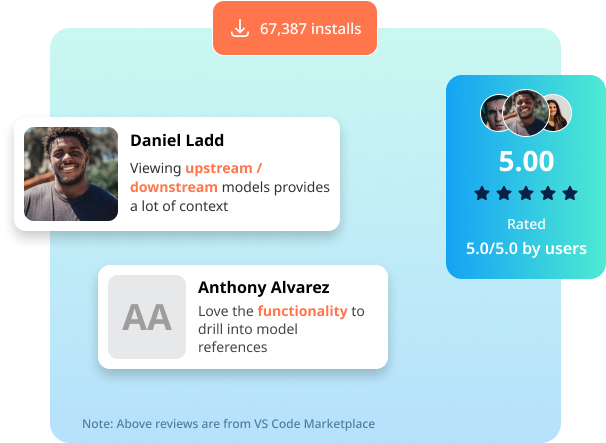 67,387 installs
Daniel Ladd
Viewing upstream /
downstream models provides
a lot of context
5.00
Rated
5.0/5.0 by users
AA
Anthony Alvarez
Love the functionality to
drill into model
references
Note: Above reviews are from VS Code Marketplace